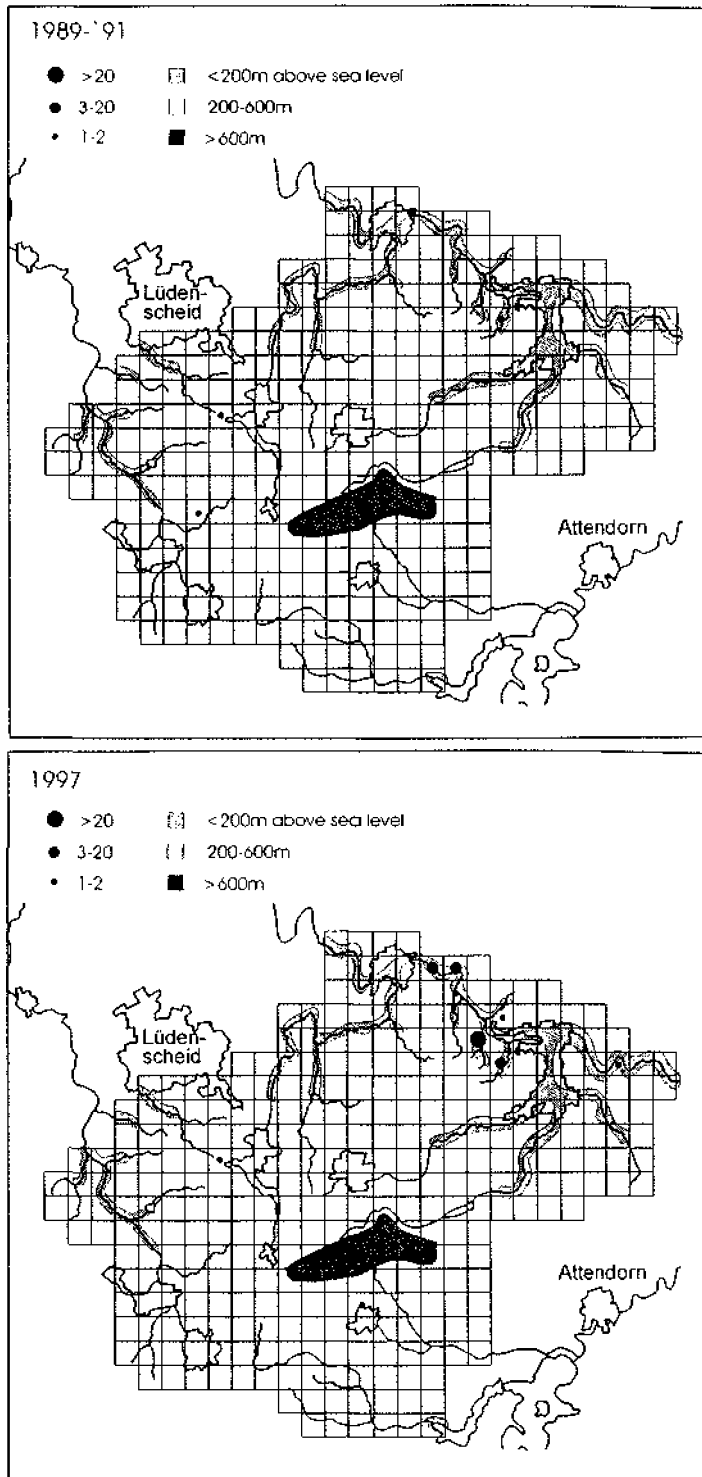 1989-`91
>20 <200m above sea level
3-20 200-600m
1-2 >600m
Lüden-
scheid
Attendorn
1997
>20 <200m above sea level
3-20 200-600m
1-2 >600m
Lüden-
scheid
Attendorn